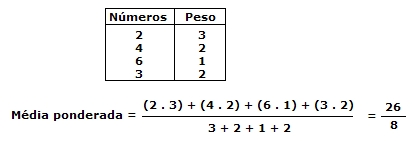 Números Peso
2 3
4 2
6 1
3 2
Média ponderada = (2 . 3) + (4 . 2) + (6 . 1) + (3 . 2) = 26
3 + 2 + 1 + 2 8